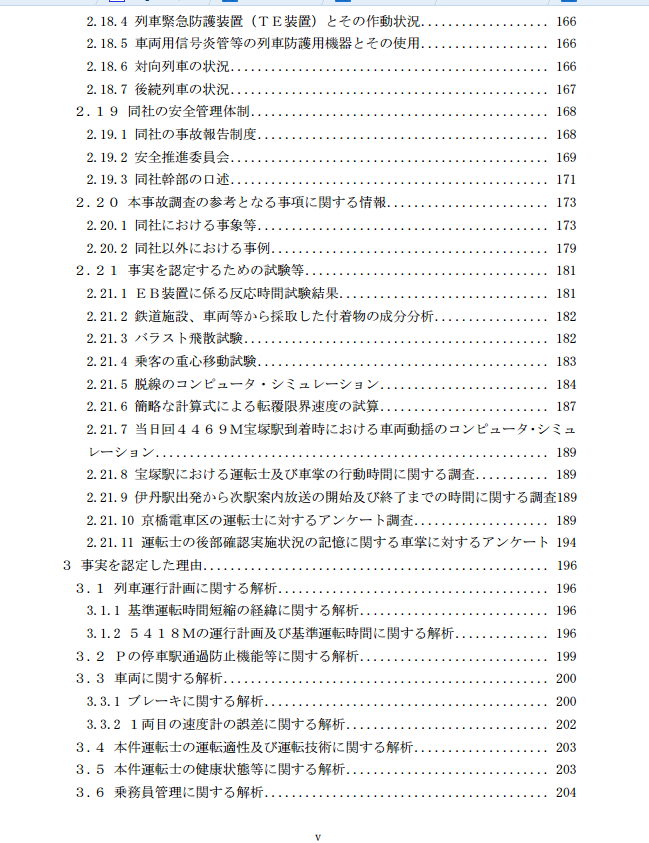 2.18.4 列車緊急防護装置（ＴＥ装置）とその作動状況................... 166
2.18.5 車両用信号炎管等の列車防護用機器とその使用................... 166
2.18.6 対向列車の状況............................................... 166
2.18.7 後続列車の状況............................................... 167
２.１９ 同社の安全管理体制............................................ 168
2.19.1 同社の事故報告制度........................................... 168
2.19.2 安全推進委員会............................................... 169
2.19.3 同社幹部の口述............................................... 171
２.２０ 本事故調査の参考となる事項に関する情報........................ 173
2.20.1 同社における事象等........................................... 173
2.20.2 同社以外における事例......................................... 179
２.２１ 事実を認定するための試験等.................................... 181
2.21.1 ＥＢ装置に係る反応時間試験結果............................... 181
2.21.2 鉄道施設、車両等から採取した付着物の成分分析................. 182
2.21.3 バラスト飛散試験............................................. 182
2.21.4 乗客の重心移動試験........................................... 183
2.21.5 脱線のコンピュータ・シミュレーション......................... 184
2.21.6 簡略な計算式による転覆限界速度の試算......................... 187
2.21.7 当日回４４６９Ｍ宝塚駅到着時における車両動揺のコンピュータ・シミュ
レーション.......................................................... 189
2.21.8 宝塚駅における運転士及び車掌の行動時間に関する調査........... 189
2.21.9 伊丹駅出発から次駅案内放送の開始及び終了までの時間に関する調査189
2.21.10 京橋電車区の運転士に対するアンケート調査.................... 189
2.21.11 運転士の後部確認実施状況の記憶に関する車掌に対するアンケート 194
３ 事実を認定した理由................................................... 196
３.１ 列車運行計画に関する解析........................................ 196
3.1.1 基準運転時間短縮の経緯に関する解析............................ 196
3.1.2 ５４１８Ｍの運行計画及び基準運転時間に関する解析.............. 196
３.２ Ｐの停車駅通過防止機能等に関する解析............................ 199
３.３ 車両に関する解析................................................ 200
3.3.1 ブレーキに関する解析.......................................... 200
3.3.2 １両目の速度計の誤差に関する解析.............................. 202
３.４ 本件運転士の運転適性及び運転技術に関する解析.................... 203
３.５ 本件運転士の健康状態等に関する解析.............................. 203
３.６ 乗務員管理に関する解析.......................................... 204
v